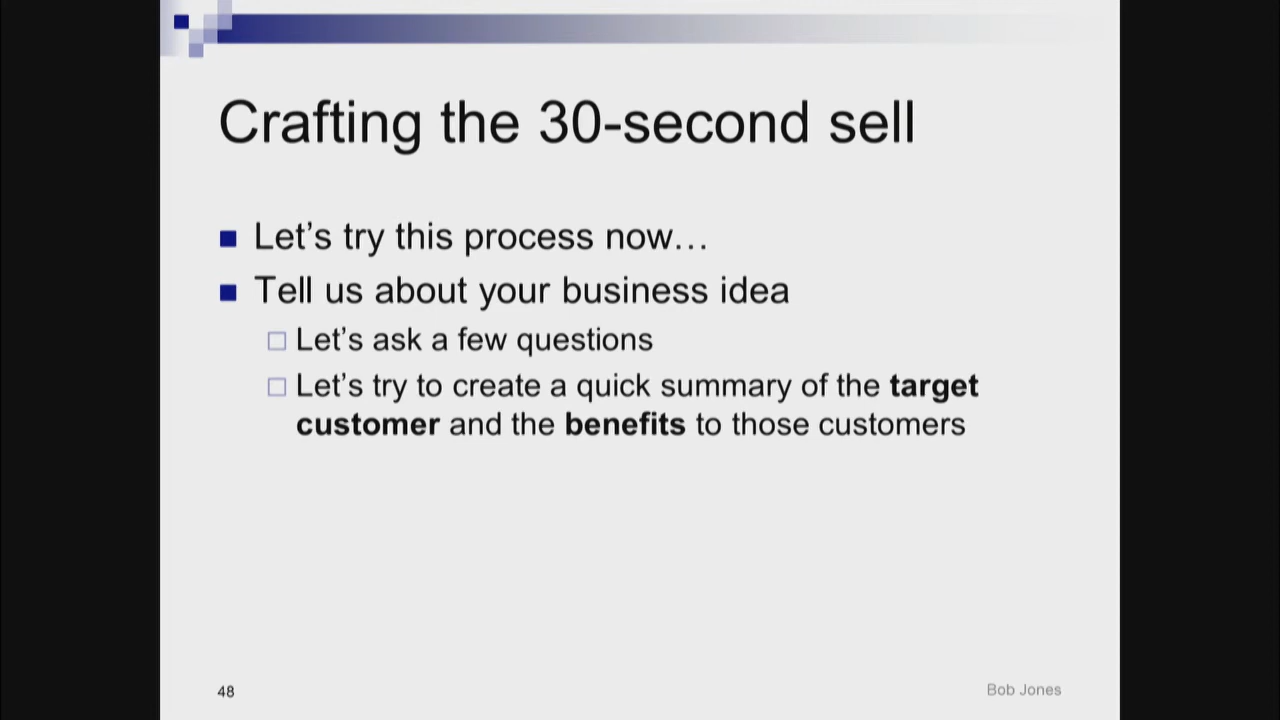 Crafting the 30-second sell
Let’s try this process now…
Tell us about your business idea
Let’s ask a few questions
Let’s try to create a quick summary of the target
customer and the benefits to those customers
48
Bob Jones